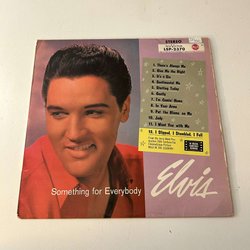 STEREO
LSP-2370
RCA
1. There's Always Me
2. Give Me the Right
3. It's a Sin
4. Sentimental Me
5. Starting Today
6. Gently
7. I'm Comin' Home
8. In Your Arms
9. Put the Blame on Me
10. Judy
11. I Want You with Me
12. I Slipped, I Stumbled, I Fell
Elvis
Something for Everybody